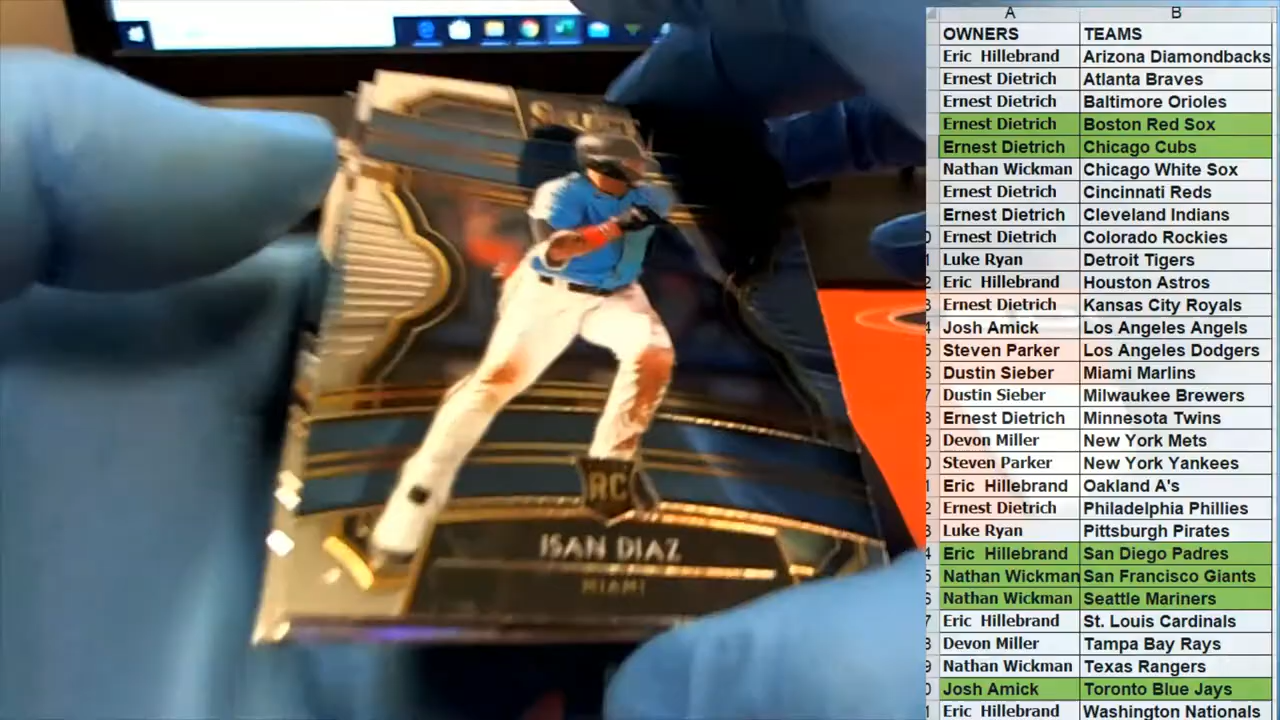 ISAN DIAZ
MIAMI
RC
A B
OWNERS TEAMS
Eric Hillebrand Arizona Diamondbacks
Ernest Dietrich Atlanta Braves
Ernest Dietrich Baltimore Orioles
Ernest Dietrich Boston Red Sox
Ernest Dietrich Chicago Cubs
Nathan Wickman Chicago White Sox
Ernest Dietrich Cincinnati Reds
Ernest Dietrich Cleveland Indians
Ernest Dietrich Colorado Rockies
Luke Ryan Detroit Tigers
Eric Hillebrand Houston Astros
Ernest Dietrich Kansas City Royals
Josh Amick Los Angeles Angels
Steven Parker Los Angeles Dodgers
Dustin Sieber Miami Marlins
Dustin Sieber Milwaukee Brewers
Ernest Dietrich Minnesota Twins
Devon Miller New York Mets
Steven Parker New York Yankees
Eric Hillebrand Oakland A's
Ernest Dietrich Philadelphia Phillies
Luke Ryan Pittsburgh Pirates
Eric Hillebrand San Diego Padres
Nathan Wickman San Francisco Giants
Nathan Wickman Seattle Mariners
Eric Hillebrand St. Louis Cardinals
Devon Miller Tampa Bay Rays
Nathan Wickman Texas Rangers
Josh Amick Toronto Blue Jays
Eric Hillebrand Washington Nationals